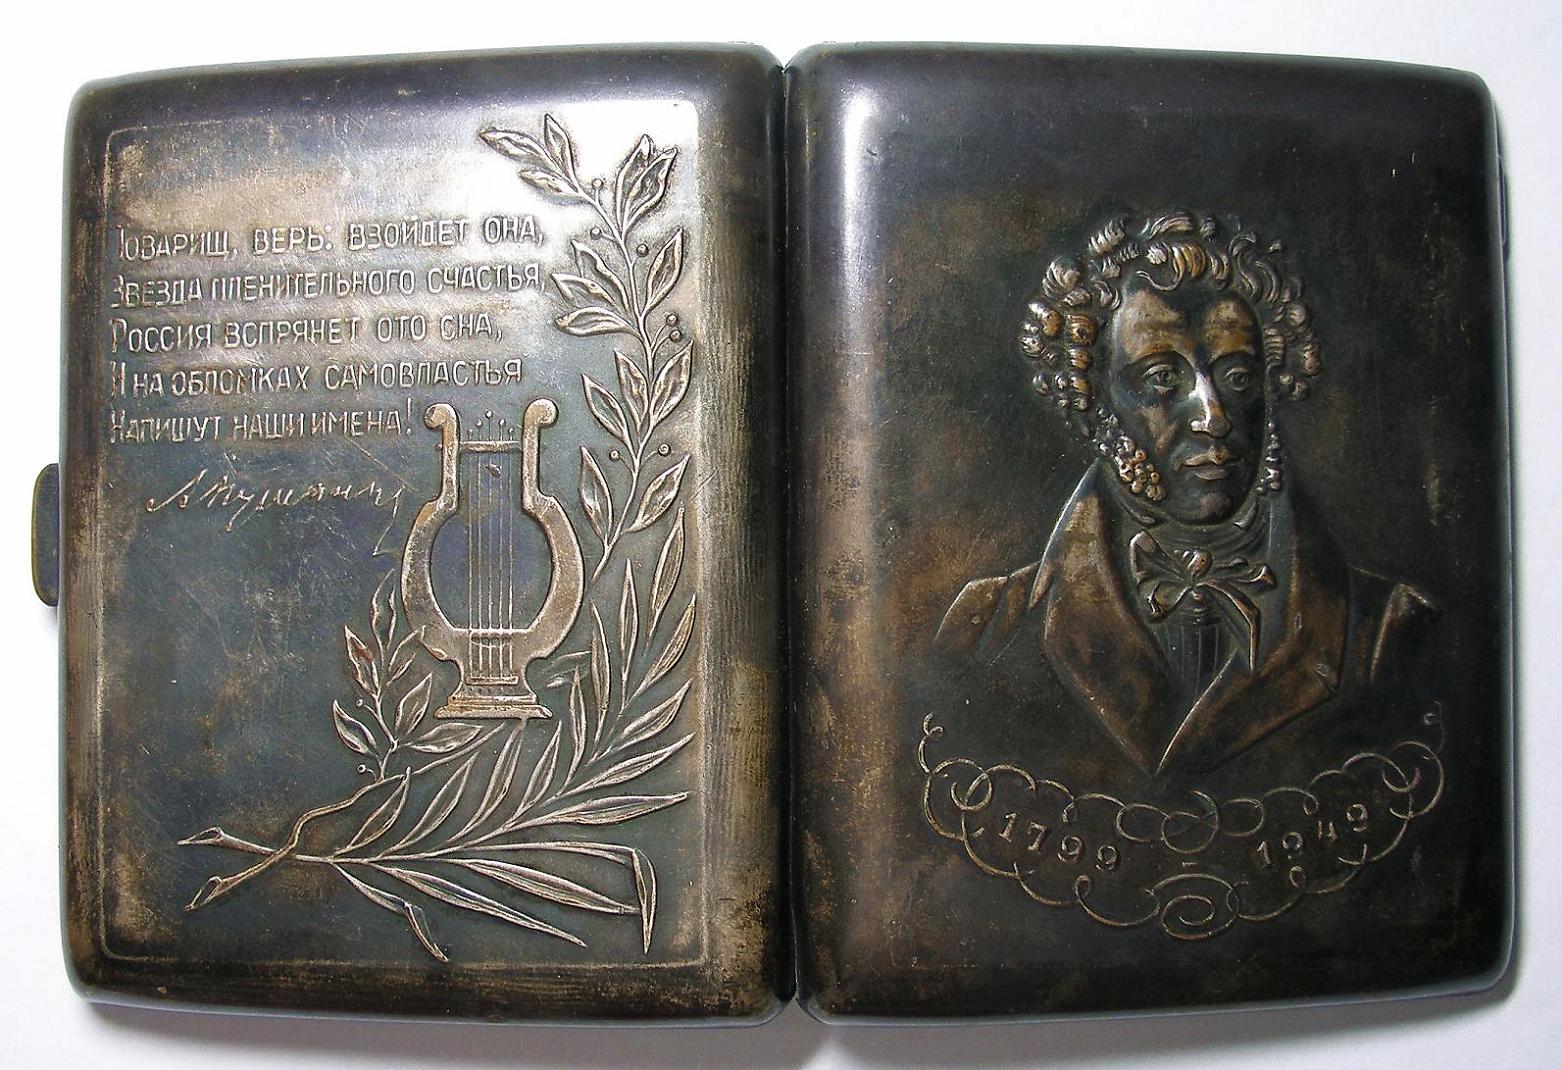 Товарищ, верь: взойдет она,
Звезда пленительного счастья,
Россия вспрянет ото сна,
И на обломках самовластья
Напишут наши имена!
А Пушкинъ
1799 1949